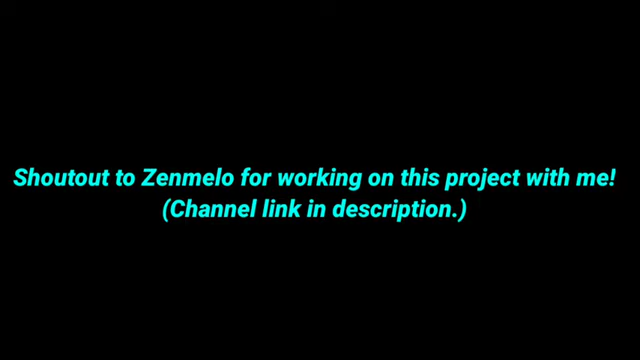 Shoutout to Zenmelo for working on this project with me!
(Channel link in description.)